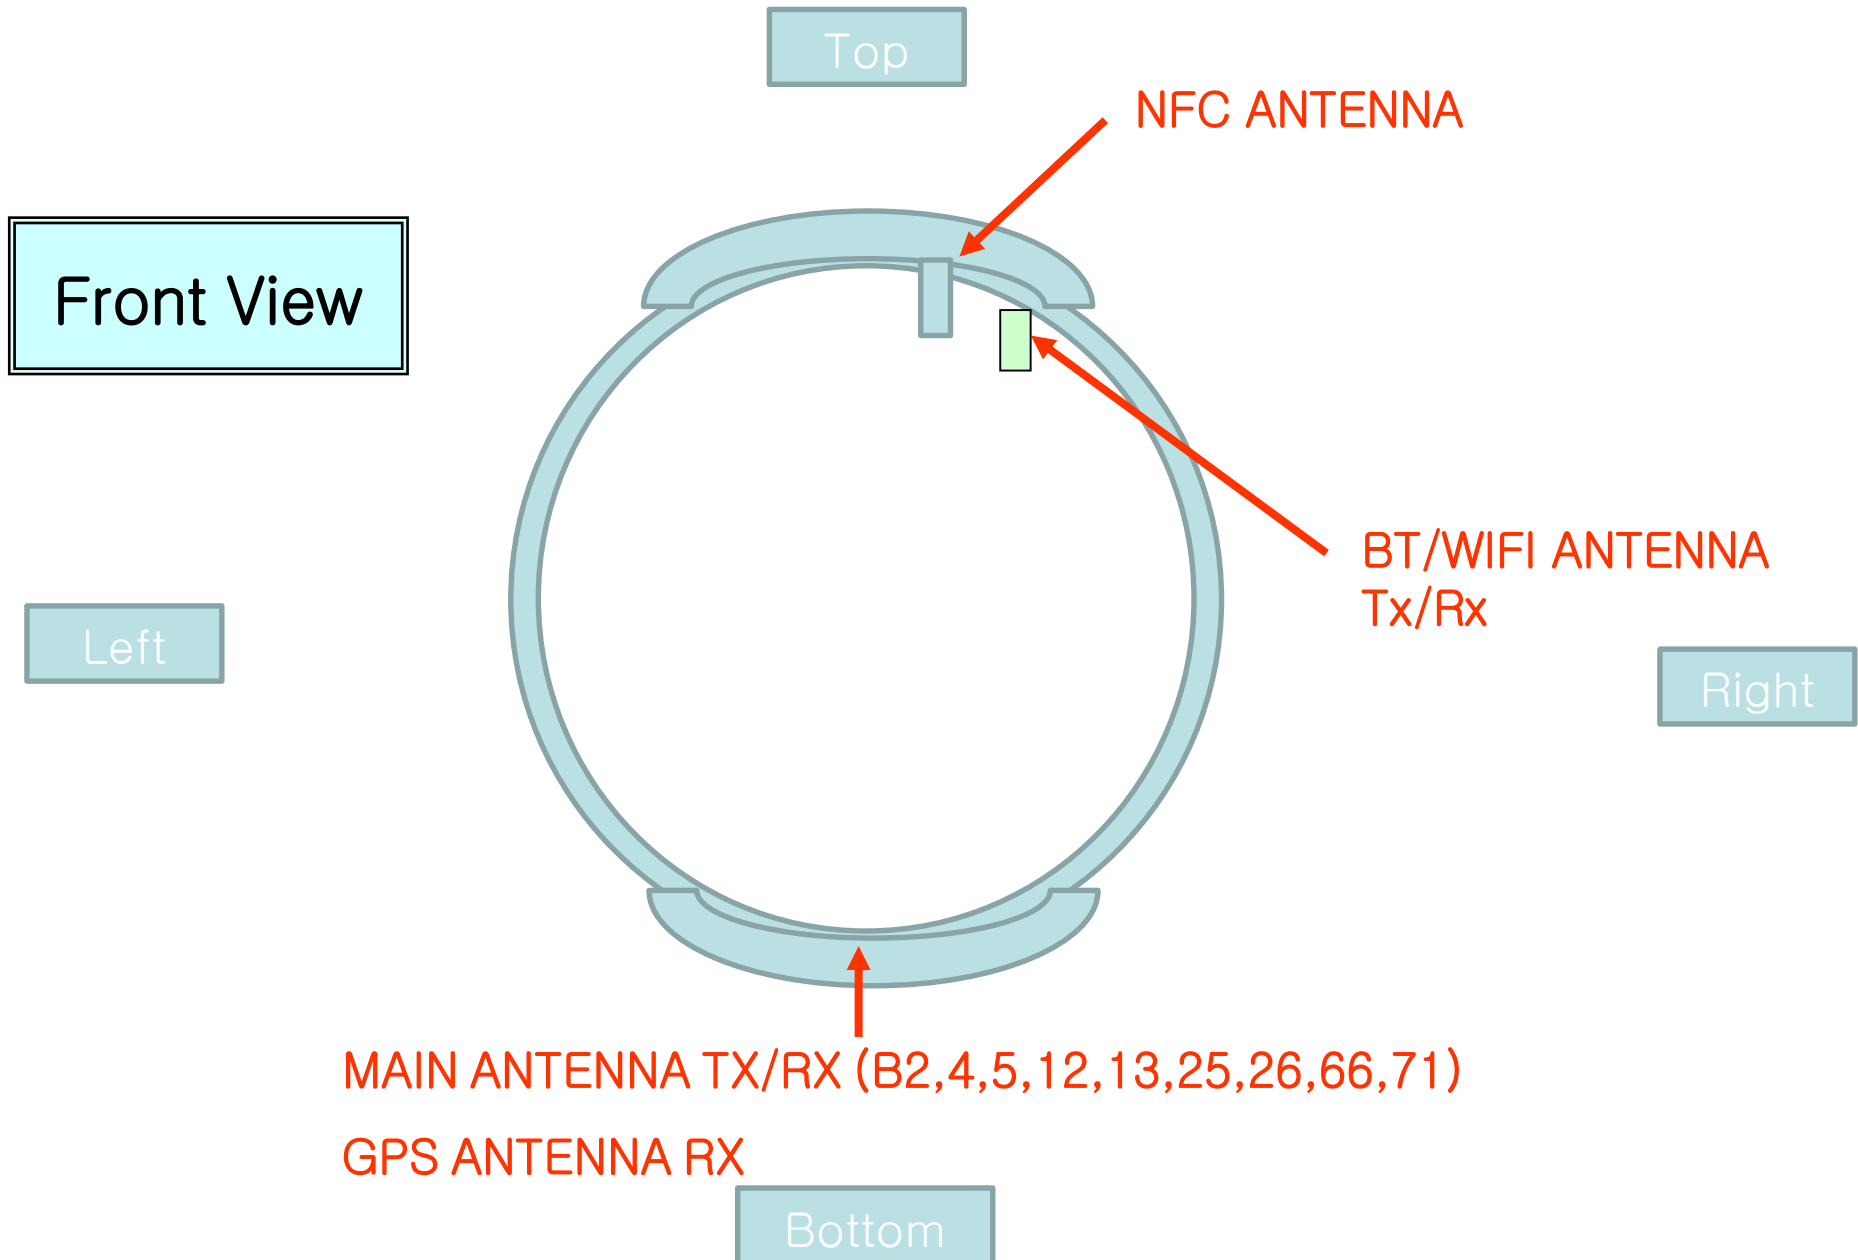 Top
NFC ANTENNA
Front View
BT/WIFI ANTENNA
Tx/Rx
Left
Right
MAIN ANTENNA TX/RX (B2,4,5,12,13,25,26,66,71)
GPS ANTENNA RX
Bottom